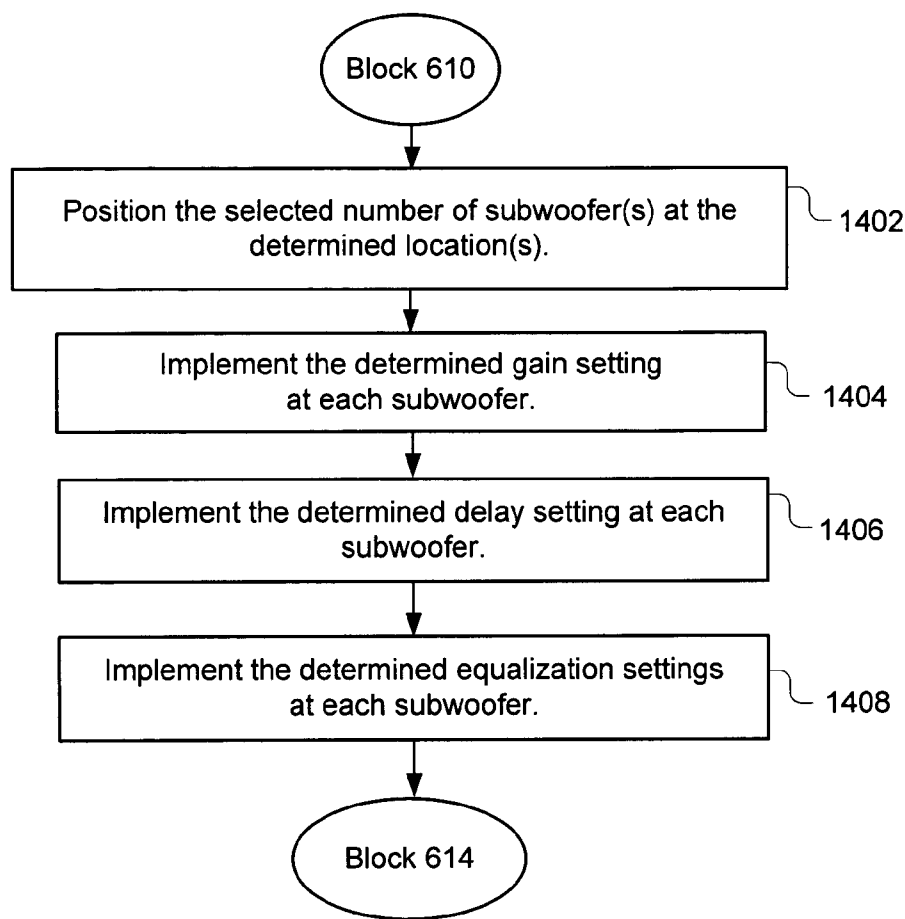 Block 610
Position the selected number of subwoofer(s) at the
determined location(s).
1402
Implement the determined gain setting
at each subwoofer.
1404
Implement the determined delay setting at each
subwoofer.
1406
Implement the determined equalization settings
at each subwoofer.
1408
Block 614